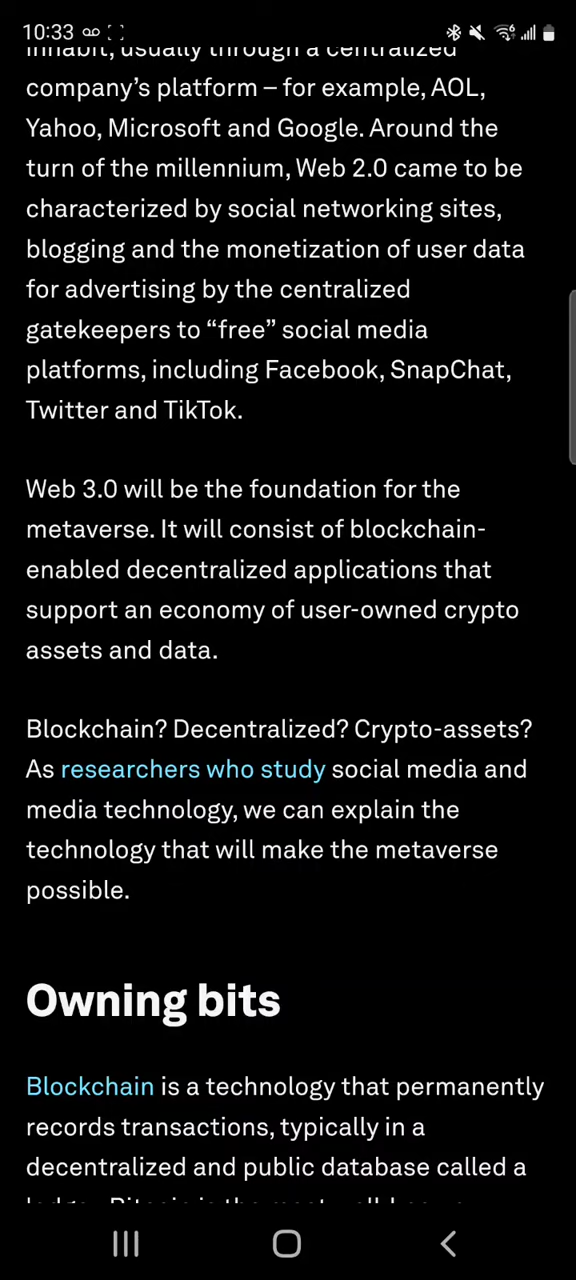 10:33
inhabit, usually through a centralized
company’s platform – for example, AOL,
Yahoo, Microsoft and Google. Around the
turn of the millennium, Web 2.0 came to be
characterized by social networking sites,
blogging and the monetization of user data
for advertising by the centralized
gatekeepers to “free” social media
platforms, including Facebook, SnapChat,
Twitter and TikTok.
Web 3.0 will be the foundation for the
metaverse. It will consist of blockchain-
enabled decentralized applications that
support an economy of user-owned crypto
assets and data.
Blockchain? Decentralized? Crypto-assets?
As researchers who study social media and
media technology, we can explain the
technology that will make the metaverse
possible.
Owning bits
Blockchain is a technology that permanently
records transactions, typically in a
decentralized and public database called a